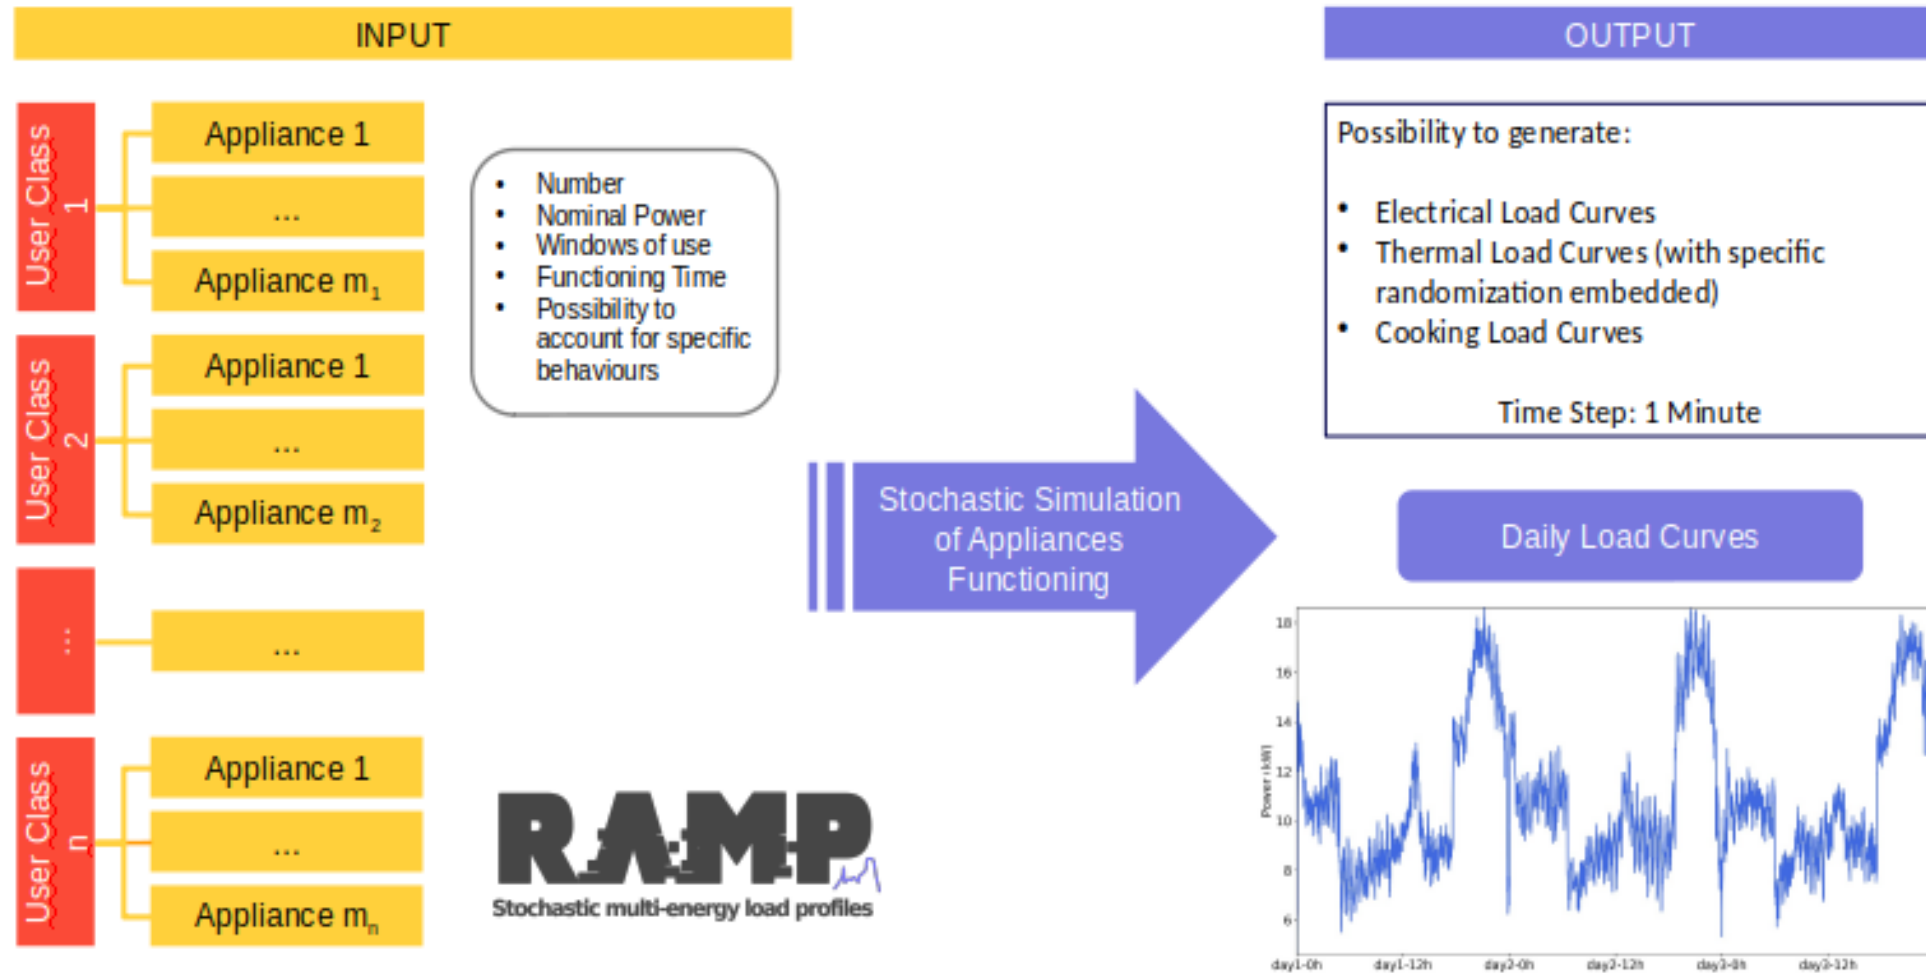 INPUT
User Class
1
Appliance 1
...
Appliance m1
User Class
2
Appliance 1
...
Appliance m2
...
...
User Class
n
Appliance 1
...
Appliance mn
• Number
• Nominal Power
• Windows of use
• Functioning Time
• Possibility to
account for specific
behaviours
RAMP
Stochastic multi-energy load profiles
Stochastic Simulation
of Appliances
Functioning
OUTPUT
Possibility to generate:
• Electrical Load Curves
• Thermal Load Curves (with specific
randomization embedded)
• Cooking Load Curves
Time Step: 1 Minute
Daily Load Curves
Power (kW)
18
16
14
12
10
8
6
day1-0h day1-12h day2-0h day2-12h day3-0h day3-12h